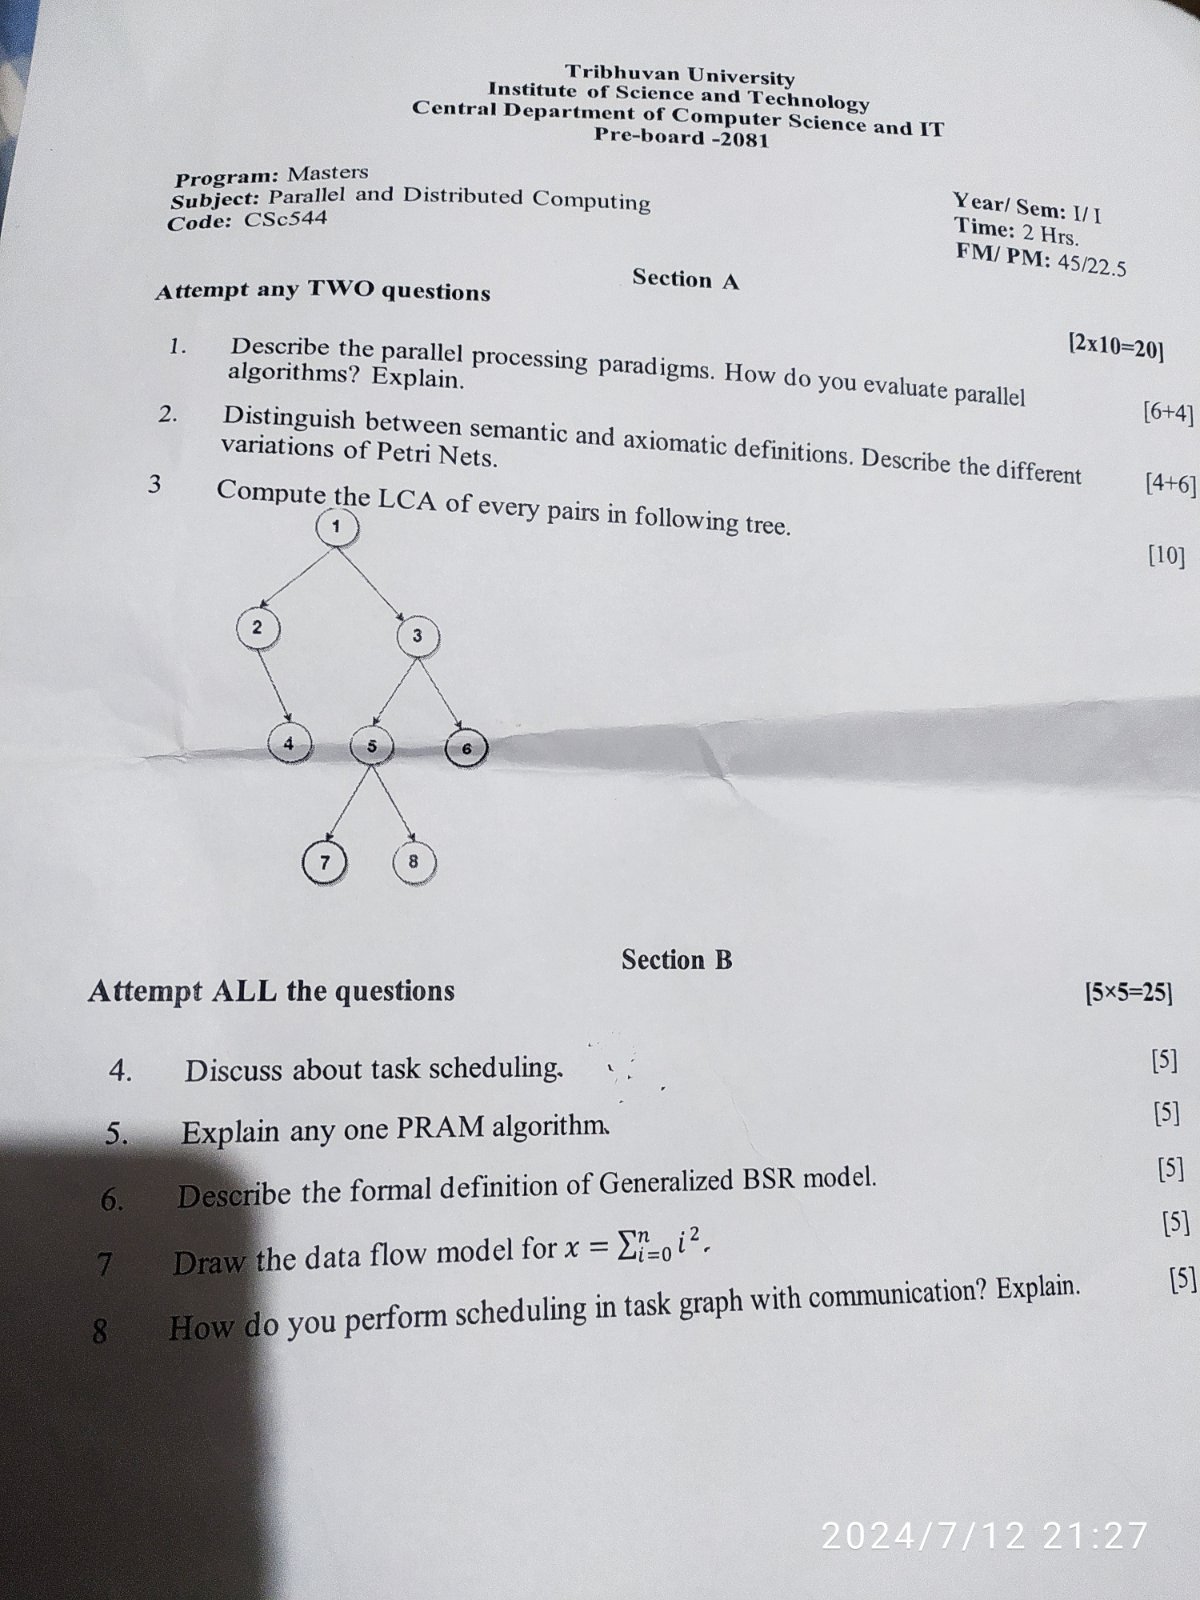 Tribhuvan University
Institute of Science and Technology
Central Department of Computer Science and IT
Pre-board -2081
Program: Masters
Subject: Parallel and Distributed Computing
Code: CSc544
Year/ Sem: I/ I
Time: 2 Hrs.
FM/ PM: 45/22.5
Section A
Attempt any TWO questions
[2x10=20]
1. Describe the parallel processing paradigms. How do you evaluate parallel
algorithms? Explain. [6+4]
2. Distinguish between semantic and axiomatic definitions. Describe the different
variations of Petri Nets. [4+6]
3 Compute the LCA of every pairs in following tree.
[10]
1
2 3
4 5 6
7 8
Section B
Attempt ALL the questions [5×5=25]
4. Discuss about task scheduling. [5]
5. Explain any one PRAM algorithm. [5]
6. Describe the formal definition of Generalized BSR model. [5]
7 Draw the data flow model for x = ∑ⁿᵢ₌₀ i². [5]
8 How do you perform scheduling in task graph with communication? Explain. [5]
2024/7/12 21:27